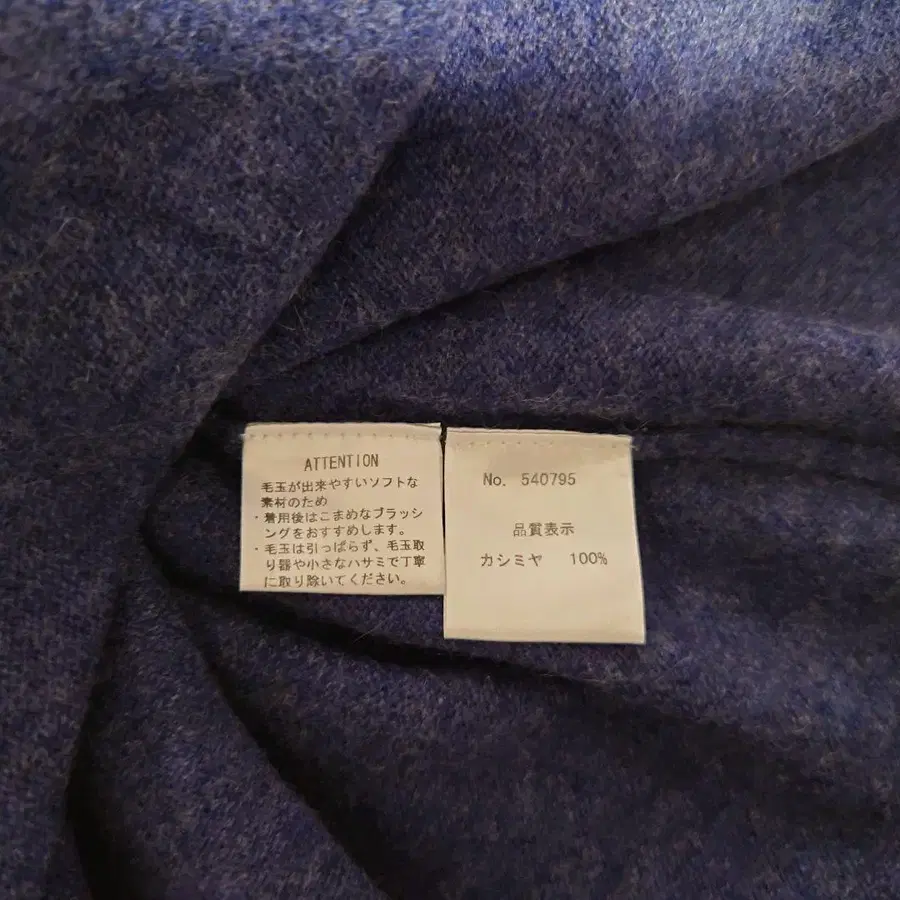 ATTENTION
毛玉が出来やすいソフトな
素材のため
・着用後はこまめなブラッシ
ングをおすすめします。
・毛玉は引っぱらず、毛玉取
り器や小さなハサミで丁寧
に取り除いてください。
No. 540795
品質表示
カシミヤ 100%